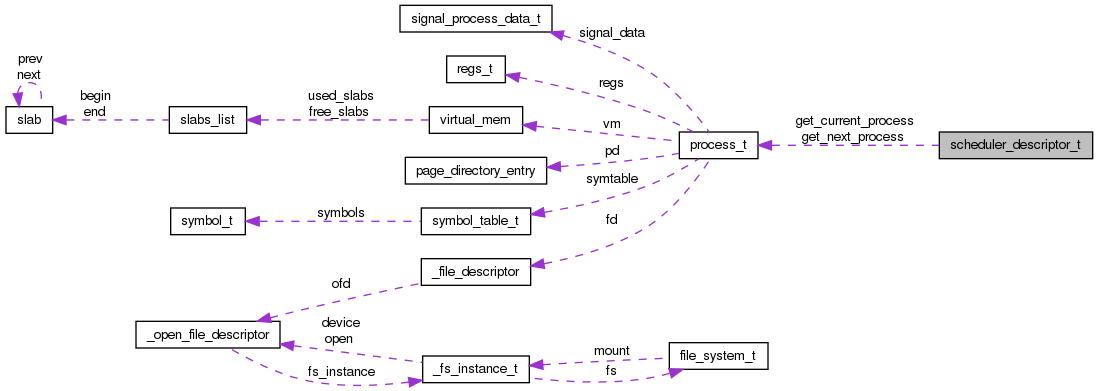 signal_process_data_t
signal_data
prev
next
regs_t
regs
begin
end
used_slabs
free_slabs
slab
slabs_list
virtual_mem
vm
get_current_process
get_next_process
process_t
scheduler_descriptor_t
pd
page_directory_entry
symtable
symbol_t
symbols
symbol_table_t
fd
_file_descriptor
ofd
_open_file_descriptor
device
open
fs_instance
_fs_instance_t
mount
fs
file_system_t